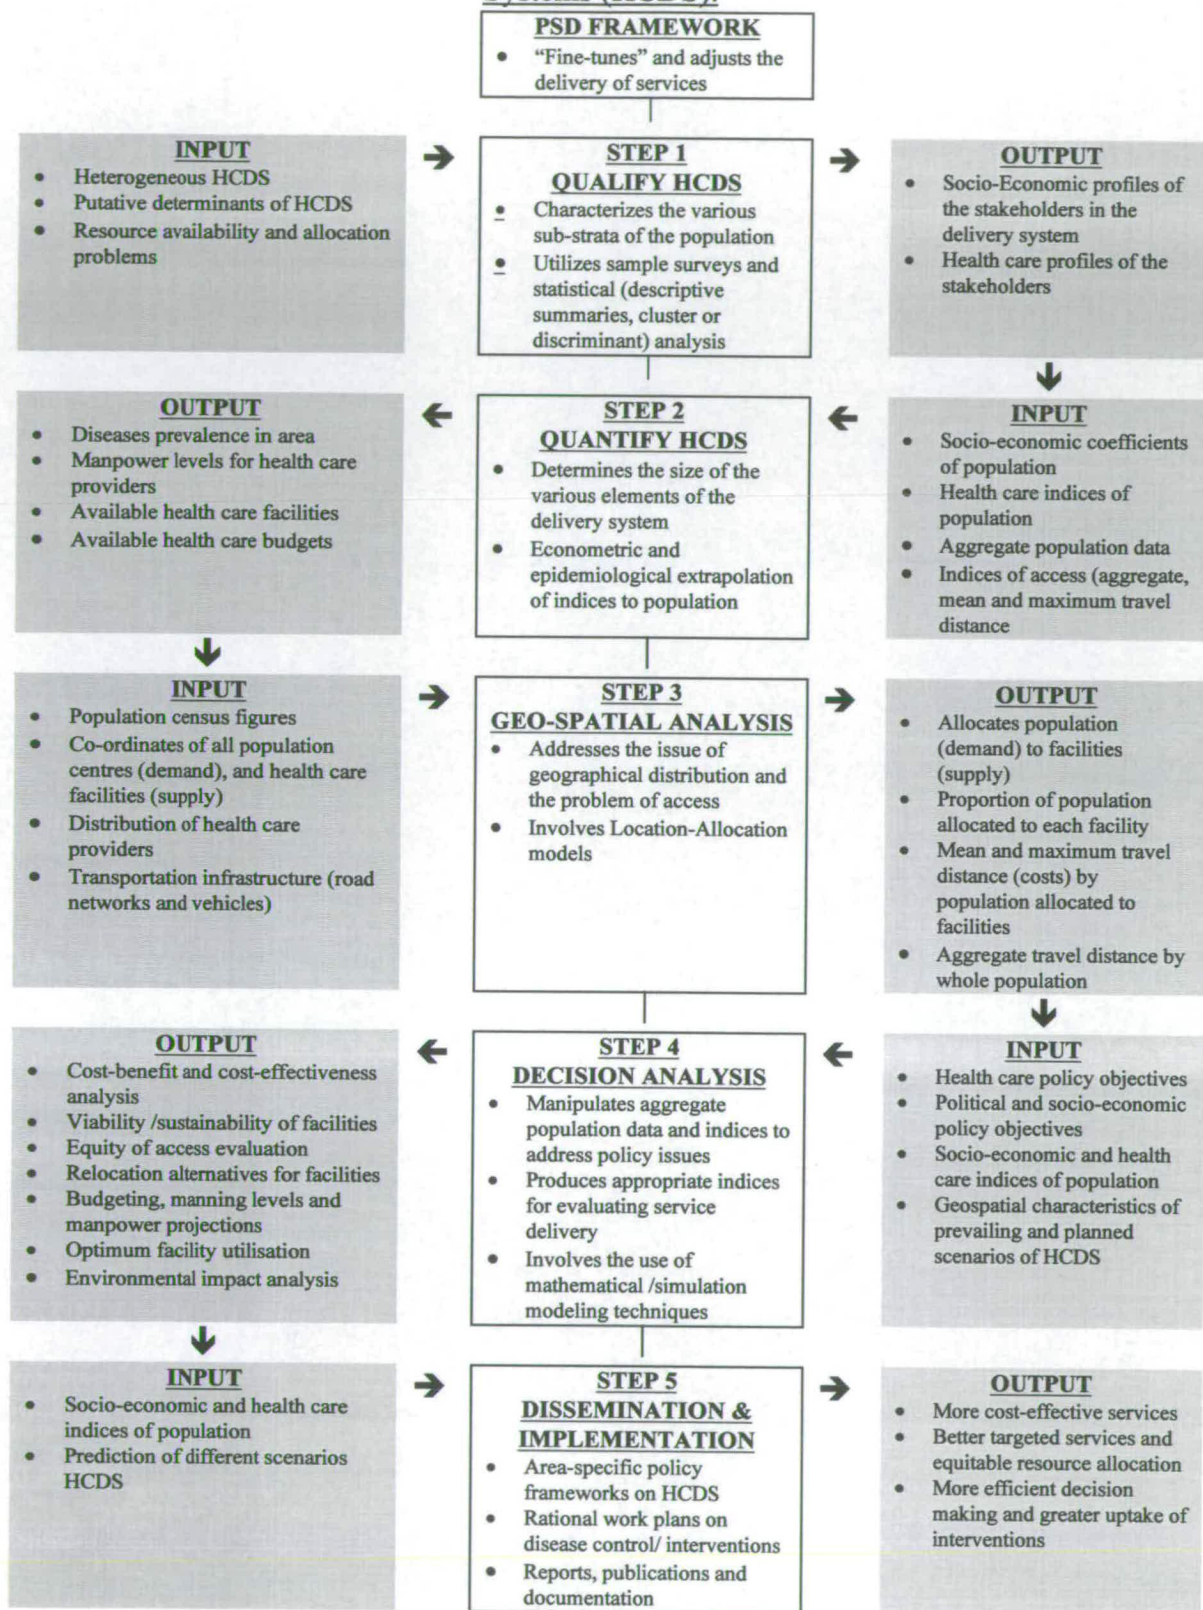 Systems (HCDS):
PSD FRAMEWORK
• “Fine-tunes” and adjusts the
delivery of services
INPUT
• Heterogeneous HCDS
• Putative determinants of HCDS
• Resource availability and allocation
problems
STEP 1
QUALIFY HCDS
• Characterizes the various
sub-strata of the population
• Utilizes sample surveys and
statistical (descriptive
summaries, cluster or
discriminant) analysis
OUTPUT
• Socio-Economic profiles of
the stakeholders in the
delivery system
• Health care profiles of the
stakeholders
OUTPUT
• Diseases prevalence in area
• Manpower levels for health care
providers
• Available health care facilities
• Available health care budgets
STEP 2
QUANTIFY HCDS
• Determines the size of the
various elements of the
delivery system
• Econometric and
epidemiological extrapolation
of indices to population
INPUT
• Socio-economic coefficients
of population
• Health care indices of
population
• Aggregate population data
• Indices of access (aggregate,
mean and maximum travel
distance
INPUT
• Population census figures
• Co-ordinates of all population
centres (demand), and health care
facilities (supply)
• Distribution of health care
providers
• Transportation infrastructure (road
networks and vehicles)
STEP 3
GEO-SPATIAL ANALYSIS
• Addresses the issue of
geographical distribution and
the problem of access
• Involves Location-Allocation
models
OUTPUT
• Allocates population
(demand) to facilities
(supply)
• Proportion of population
allocated to each facility
• Mean and maximum travel
distance (costs) by
population allocated to
facilities
• Aggregate travel distance by
whole population
OUTPUT
• Cost-benefit and cost-effectiveness
analysis
• Viability /sustainability of facilities
• Equity of access evaluation
• Relocation alternatives for facilities
• Budgeting, manning levels and
manpower projections
• Optimum facility utilisation
• Environmental impact analysis
STEP 4
DECISION ANALYSIS
• Manipulates aggregate
population data and indices to
address policy issues
• Produces appropriate indices
for evaluating service
delivery
• Involves the use of
mathematical /simulation
modeling techniques
INPUT
• Health care policy objectives
• Political and socio-economic
policy objectives
• Socio-economic and health
care indices of population
• Geospatial characteristics of
prevailing and planned
scenarios of HCDS
INPUT
• Socio-economic and health care
indices of population
• Prediction of different scenarios
HCDS
STEP 5
DISSEMINATION &
IMPLEMENTATION
• Area-specific policy
frameworks on HCDS
• Rational work plans on
disease control/ interventions
• Reports, publications and
documentation
OUTPUT
• More cost-effective services
• Better targeted services and
equitable resource allocation
• More efficient decision
making and greater uptake of
interventions